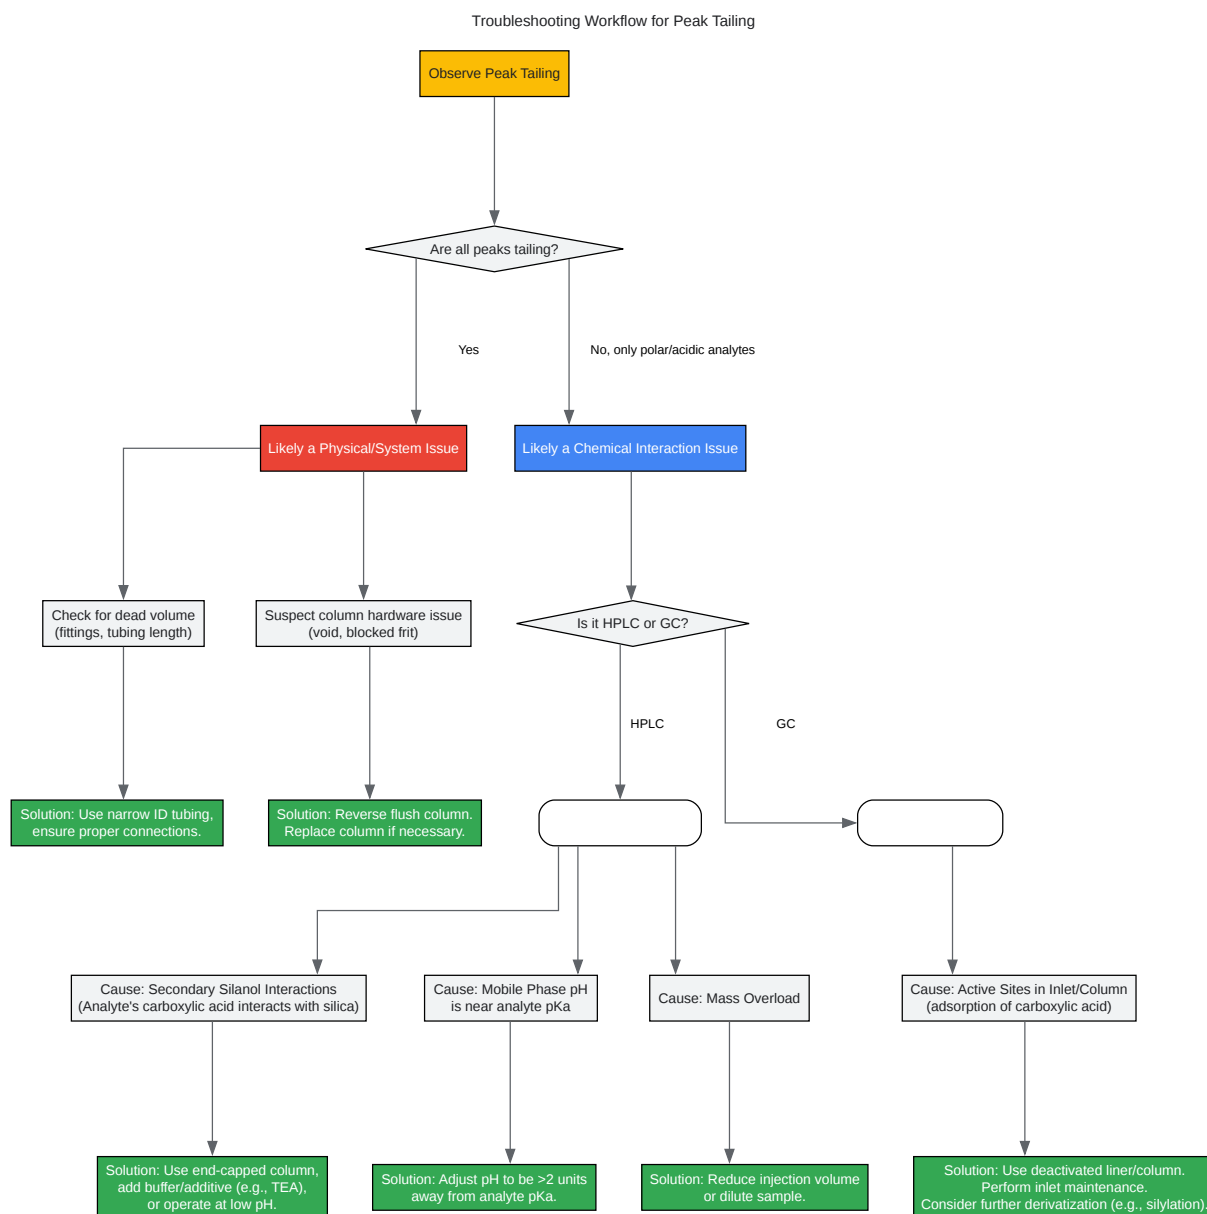 Troubleshooting Workflow for Peak Tailing
Observe Peak Tailing
Are all peaks tailing?
Yes
No, only polar/acidic analytes
Likely a Physical/System Issue
Likely a Chemical Interaction Issue
Check for dead volume
(fittings, tubing length)
Suspect column hardware issue
(void, blocked frit)
Is it HPLC or GC?
HPLC
GC
Solution: Use narrow ID tubing,
ensure proper connections.
Solution: Reverse flush column.
Replace column if necessary.
Cause: Secondary Silanol Interactions
(Analyte's carboxylic acid interacts with silica)
Cause: Mobile Phase pH
is near analyte pKa
Cause: Mass Overload
Cause: Active Sites in Inlet/Column
(adsorption of carboxylic acid)
Solution: Use end-capped column,
add buffer/additive (e.g., TEA),
or operate at low pH.
Solution: Adjust pH to be >2 units
away from analyte pKa.
Solution: Reduce injection volume
or dilute sample.
Solution: Use deactivated liner/column.
Perform inlet maintenance.
Consider further derivatization (e.g., silylation).